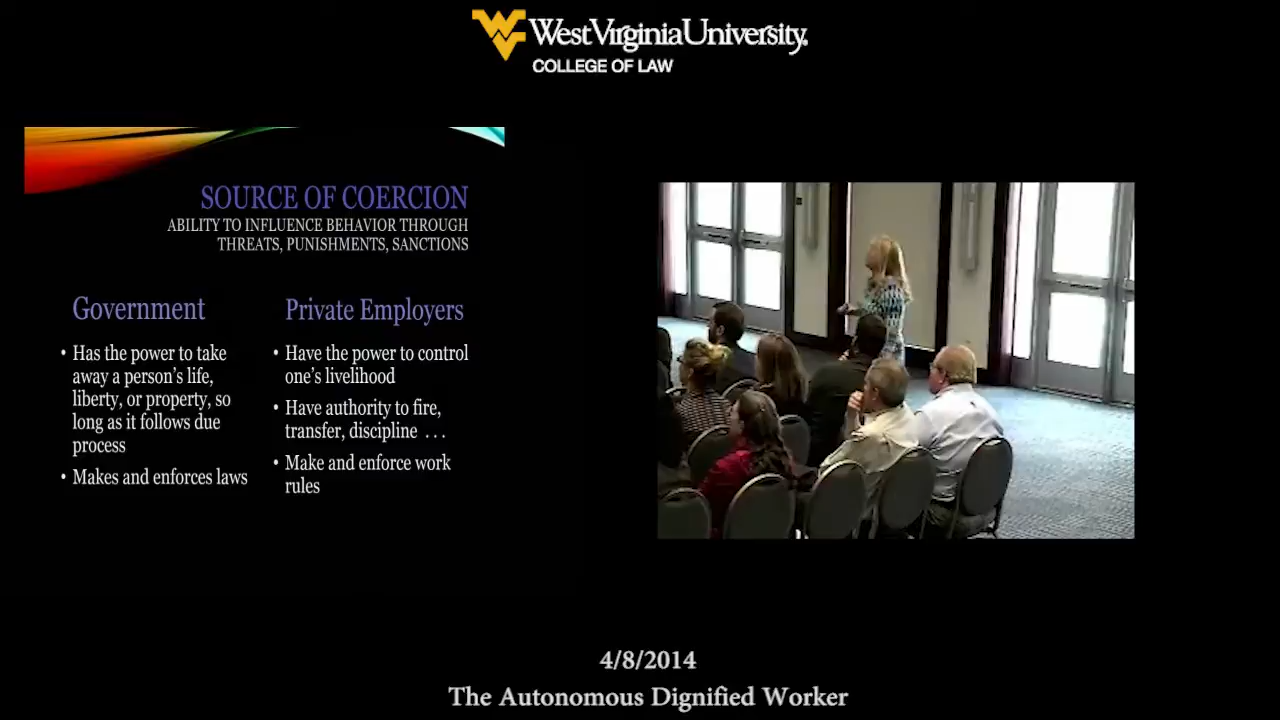 WestVirginiaUniversity.
COLLEGE OF LAW
SOURCE OF COERCION
ABILITY TO INFLUENCE BEHAVIOR THROUGH
THREATS, PUNISHMENTS, SANCTIONS
Government
• Has the power to take
away a person's life,
liberty, or property, so
long as it follows due
process
• Makes and enforces laws
Private Employers
• Have the power to control
one's livelihood
• Have authority to fire,
transfer, discipline . . .
• Make and enforce work
rules
4/8/2014
The Autonomous Dignified Worker